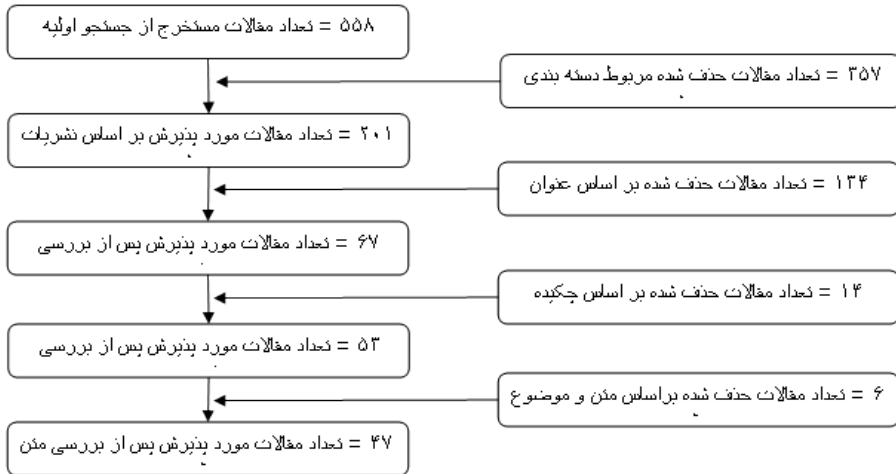 تعداد مقالات مستخرج از جستجو اولیه = ۵۵۸
تعداد مقالات حذف شده مربوط دسته بندی = ۳۵۷
تعداد مقالات مورد پذیرش بر اساس نشریات = ۲۰۱
تعداد مقالات حذف شده بر اساس عنوان = ۱۳۴
تعداد مقالات مورد پذیرش پس از بررسی = ۶۷
تعداد مقالات حذف شده بر اساس چکیده = ۱۴
تعداد مقالات مورد پذیرش پس از بررسی = ۵۳
تعداد مقالات حذف شده براساس متن و موضوع = ۶
تعداد مقالات مورد پذیرش پس از بررسی متن = ۴۷